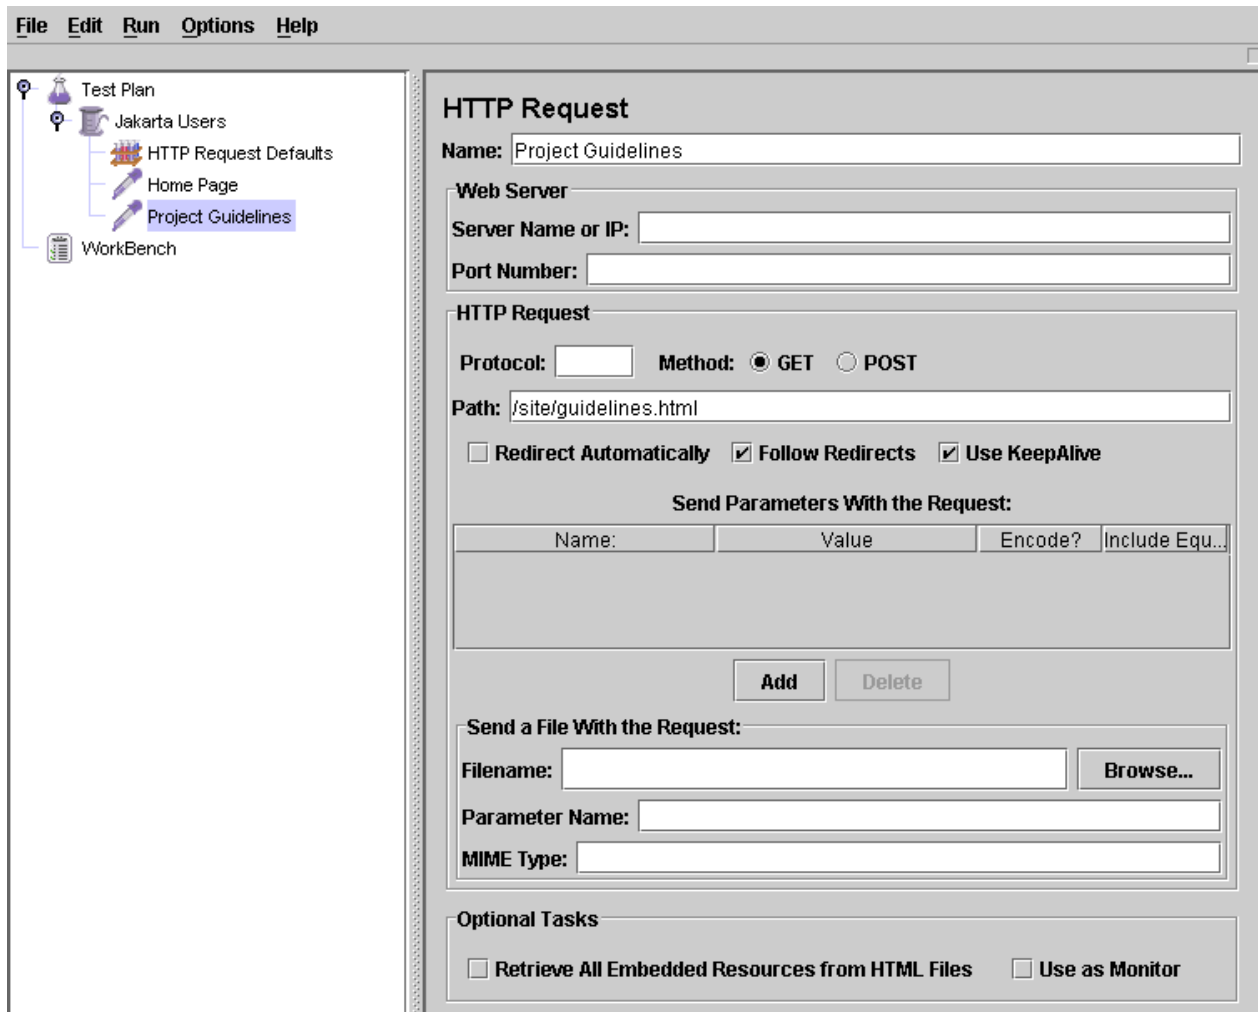 File Edit Run Options Help
Test Plan
Jakarta Users
HTTP Request Defaults
Home Page
Project Guidelines
WorkBench
HTTP Request
Name: Project Guidelines
Web Server
Server Name or IP:
Port Number:
HTTP Request
Protocol: Method: GET POST
Path: /site/guidelines.html
Redirect Automatically Follow Redirects Use KeepAlive
Send Parameters With the Request:
Name: Value Encode? Include Equ...
Add Delete
Send a File With the Request:
Filename: Browse...
Parameter Name:
MIME Type:
Optional Tasks
Retrieve All Embedded Resources from HTML Files Use as Monitor